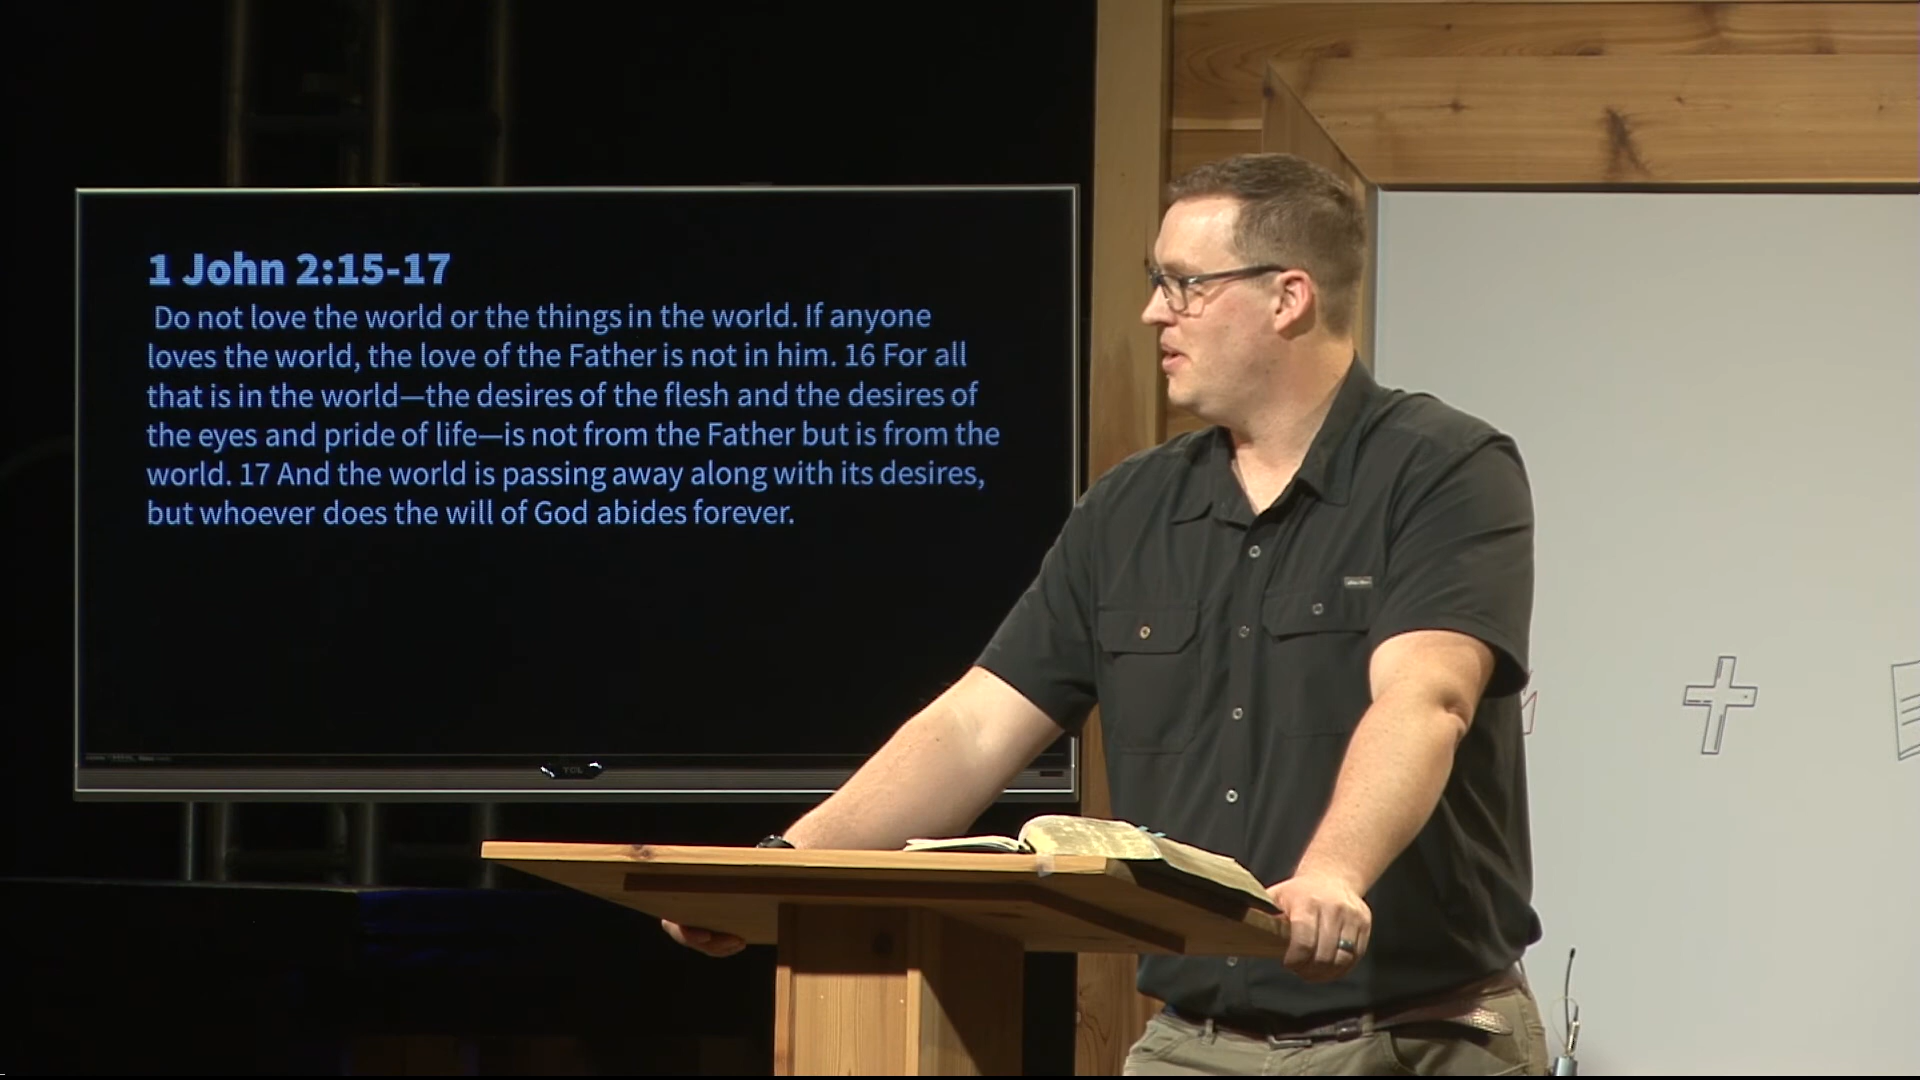 1 John 2:15-17
Do not love the world or the things in the world. If anyone
loves the world, the love of the Father is not in him. 16 For all
that is in the world—the desires of the flesh and the desires of
the eyes and pride of life—is not from the Father but is from the
world. 17 And the world is passing away along with its desires,
but whoever does the will of God abides forever.
TCL